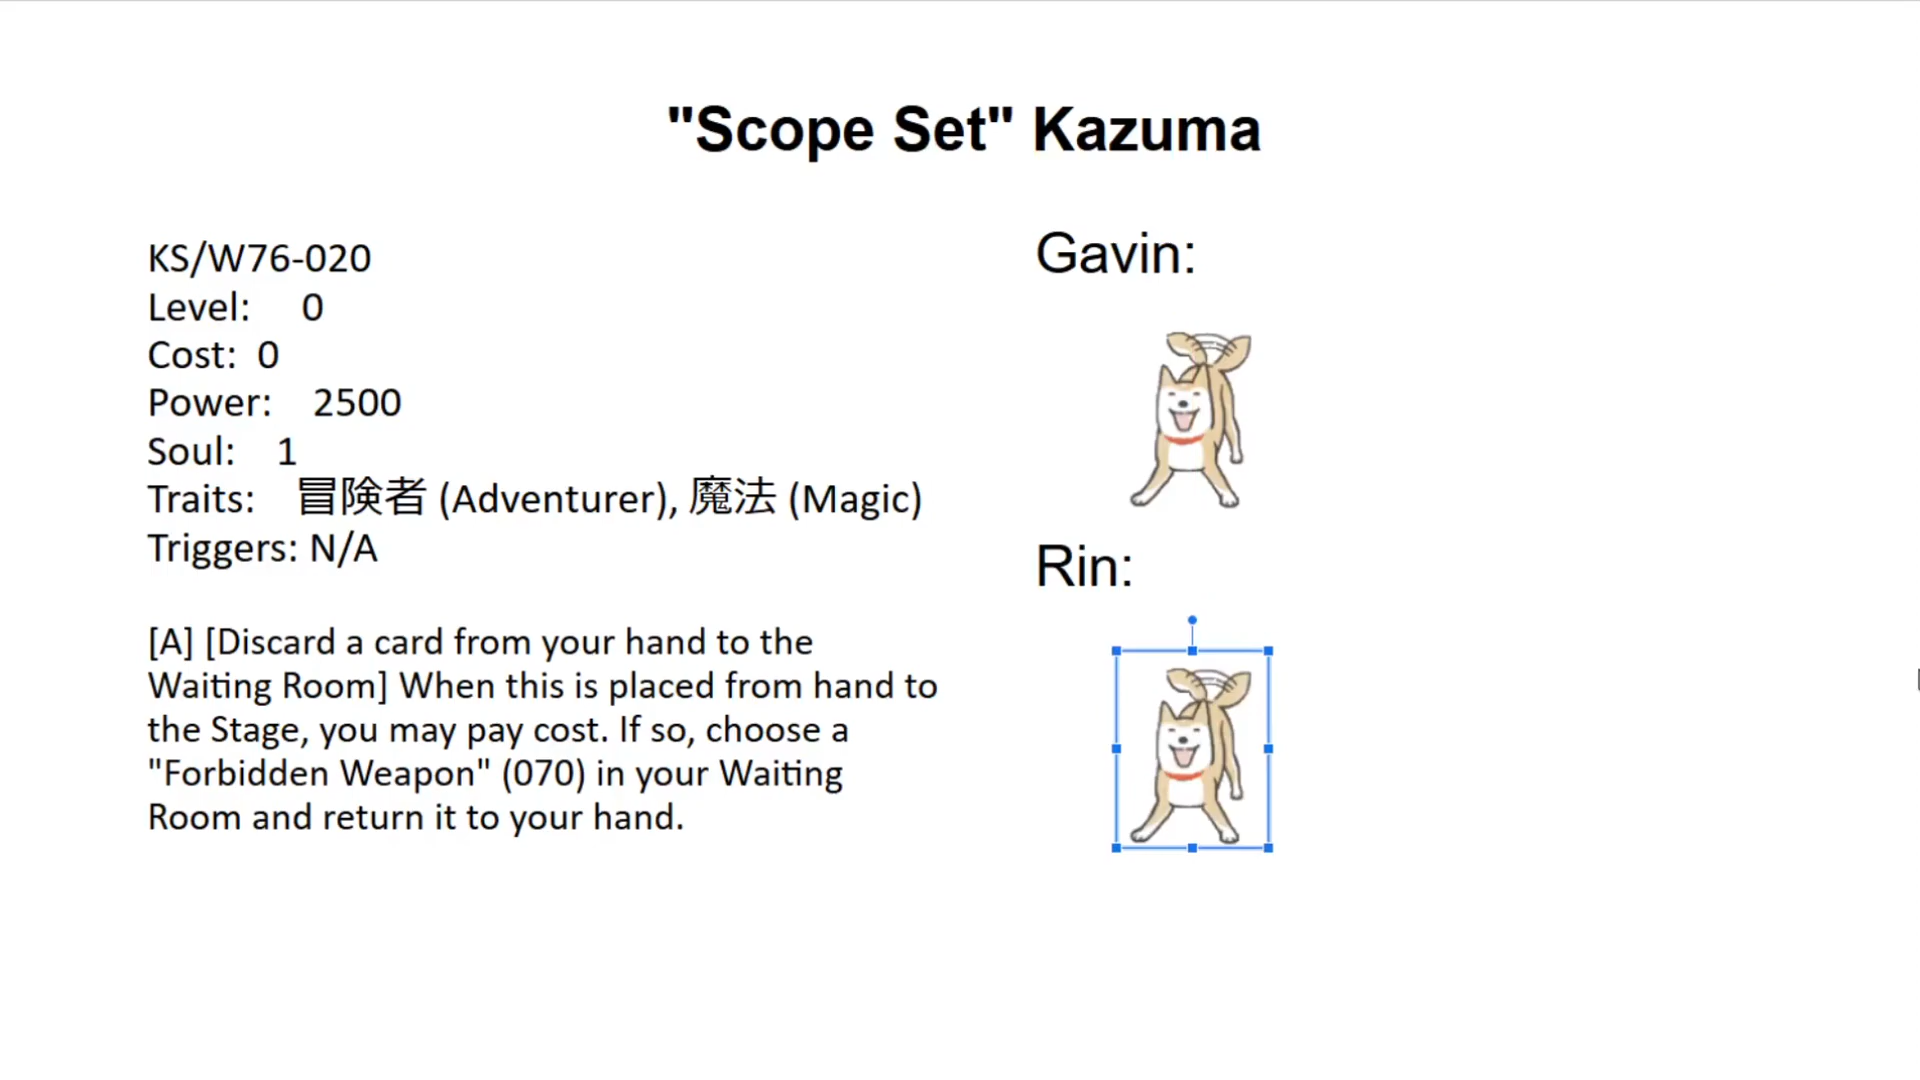 "Scope Set" Kazuma
KS/W76-020
Level: 0
Cost: 0
Power: 2500
Soul: 1
Traits: 冒険者 (Adventurer), 魔法 (Magic)
Triggers: N/A
[A] [Discard a card from your hand to the
Waiting Room] When this is placed from hand to
the Stage, you may pay cost. If so, choose a
"Forbidden Weapon" (070) in your Waiting
Room and return it to your hand.
Gavin:
Rin: